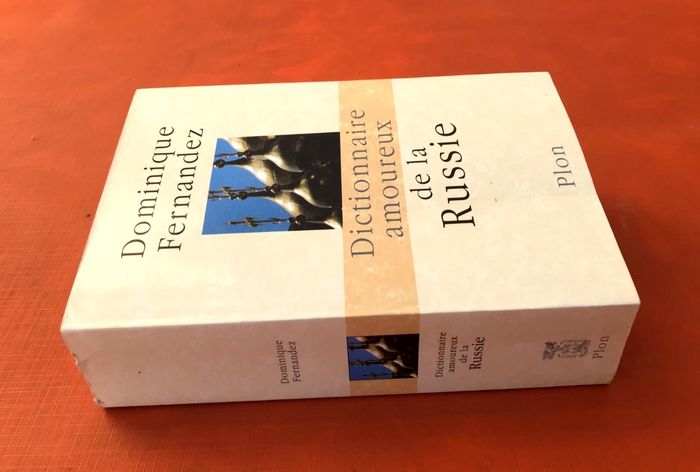 Dominique
Fernandez
Dictionnaire
amoureux
de la
Russie
Plon
Dominique
Fernandez
Dictionnaire
amoureux
de la
Russie
Plon